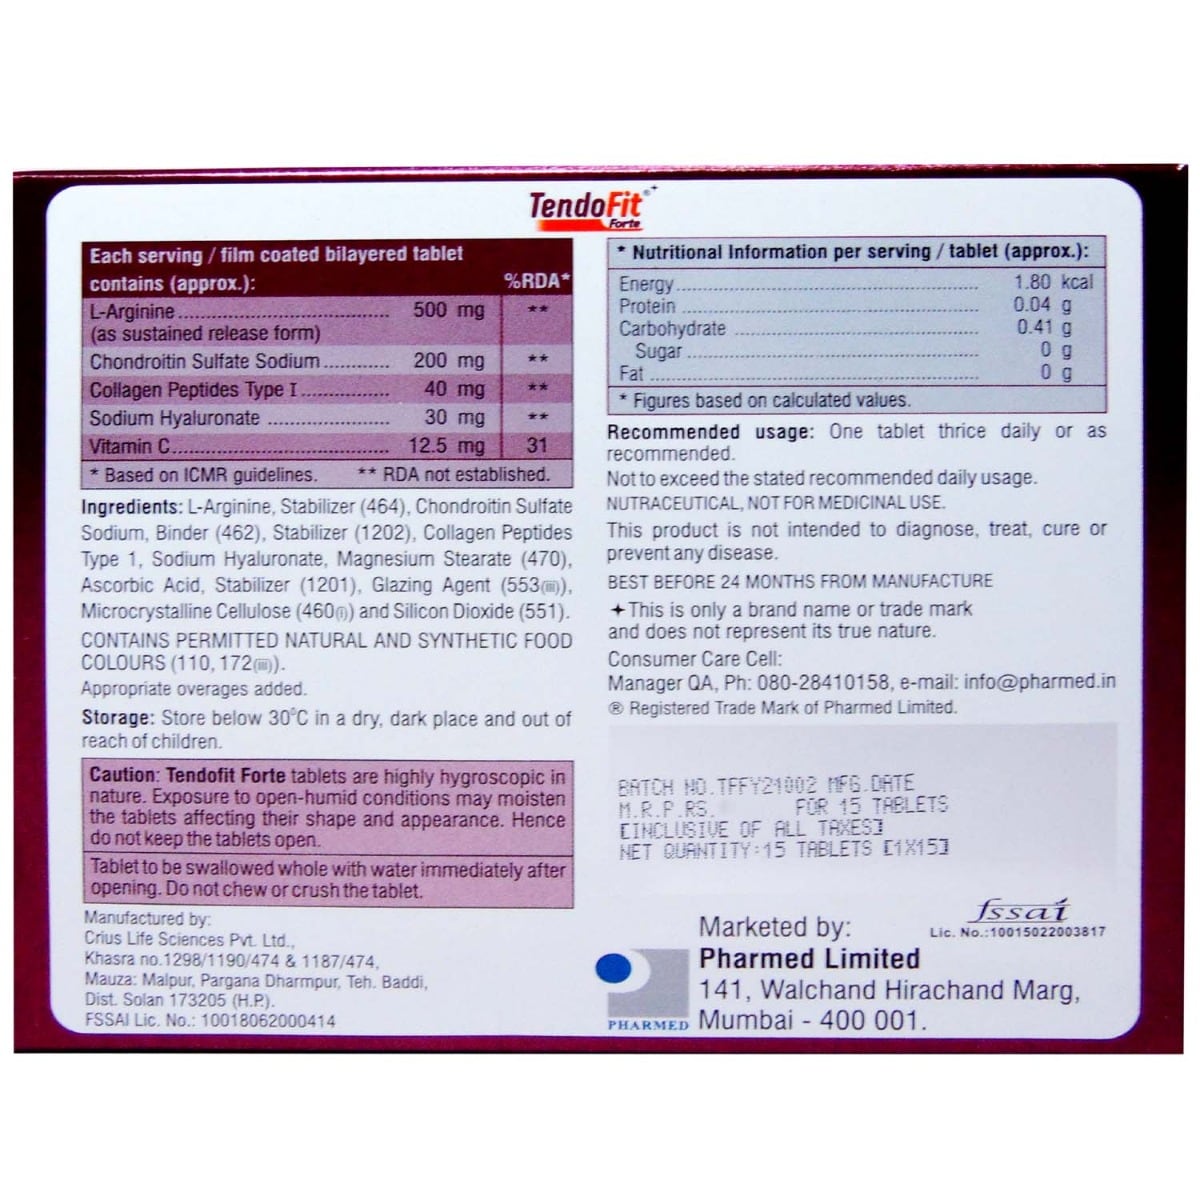 TendoFit®+
Forte
Each serving / film coated bilayered tablet
contains (approx.): %RDA*
L-Arginine.................................... 500 mg **
(as sustained release form)
Chondroitin Sulfate Sodium............ 200 mg **
Collagen Peptides Type I................ 40 mg **
Sodium Hyaluronate ...................... 30 mg **
Vitamin C...................................... 12.5 mg 31
* Based on ICMR guidelines. ** RDA not established.
Ingredients: L-Arginine, Stabilizer (464), Chondroitin Sulfate
Sodium, Binder (462), Stabilizer (1202), Collagen Peptides
Type 1, Sodium Hyaluronate, Magnesium Stearate (470),
Ascorbic Acid, Stabilizer (1201), Glazing Agent (553(iii)),
Microcrystalline Cellulose (460(i)) and Silicon Dioxide (551).
CONTAINS PERMITTED NATURAL AND SYNTHETIC FOOD
COLOURS (110, 172(iii)).
Appropriate overages added.
Storage: Store below 30°C in a dry, dark place and out of
reach of children.
Caution: Tendofit Forte tablets are highly hygroscopic in
nature. Exposure to open-humid conditions may moisten
the tablets affecting their shape and appearance. Hence
do not keep the tablets open.
Tablet to be swallowed whole with water immediately after
opening. Do not chew or crush the tablet.
Manufactured by:
Crius Life Sciences Pvt. Ltd.,
Khasra no.1298/1190/474 & 1187/474,
Mauza: Malpur, Pargana Dharmpur, Teh. Baddi,
Dist. Solan 173205 (H.P.).
FSSAI Lic. No.: 10018062000414
* Nutritional Information per serving / tablet (approx.):
Energy.................................................... 1.80 kcal
Protein .................................................... 0.04 g
Carbohydrate .......................................... 0.41 g
Sugar .................................................. 0 g
Fat ........................................................ 0 g
* Figures based on calculated values.
Recommended usage: One tablet thrice daily or as
recommended.
Not to exceed the stated recommended daily usage.
NUTRACEUTICAL, NOT FOR MEDICINAL USE.
This product is not intended to diagnose, treat, cure or
prevent any disease.
BEST BEFORE 24 MONTHS FROM MANUFACTURE
+This is only a brand name or trade mark
and does not represent its true nature.
Consumer Care Cell:
Manager QA, Ph: 080-28410158, e-mail: info@pharmed.in
® Registered Trade Mark of Pharmed Limited.
BATCH NO.TFFY21002 MFG.DATE
M.R.P.RS. FOR 15 TABLETS
[INCLUSIVE OF ALL TAXES]
NET QUANTITY:15 TABLETS [1X15]
fssai
Lic. No.:10015022003817
Marketed by:
Pharmed Limited
141, Walchand Hirachand Marg,
Mumbai - 400 001.
PHARMED